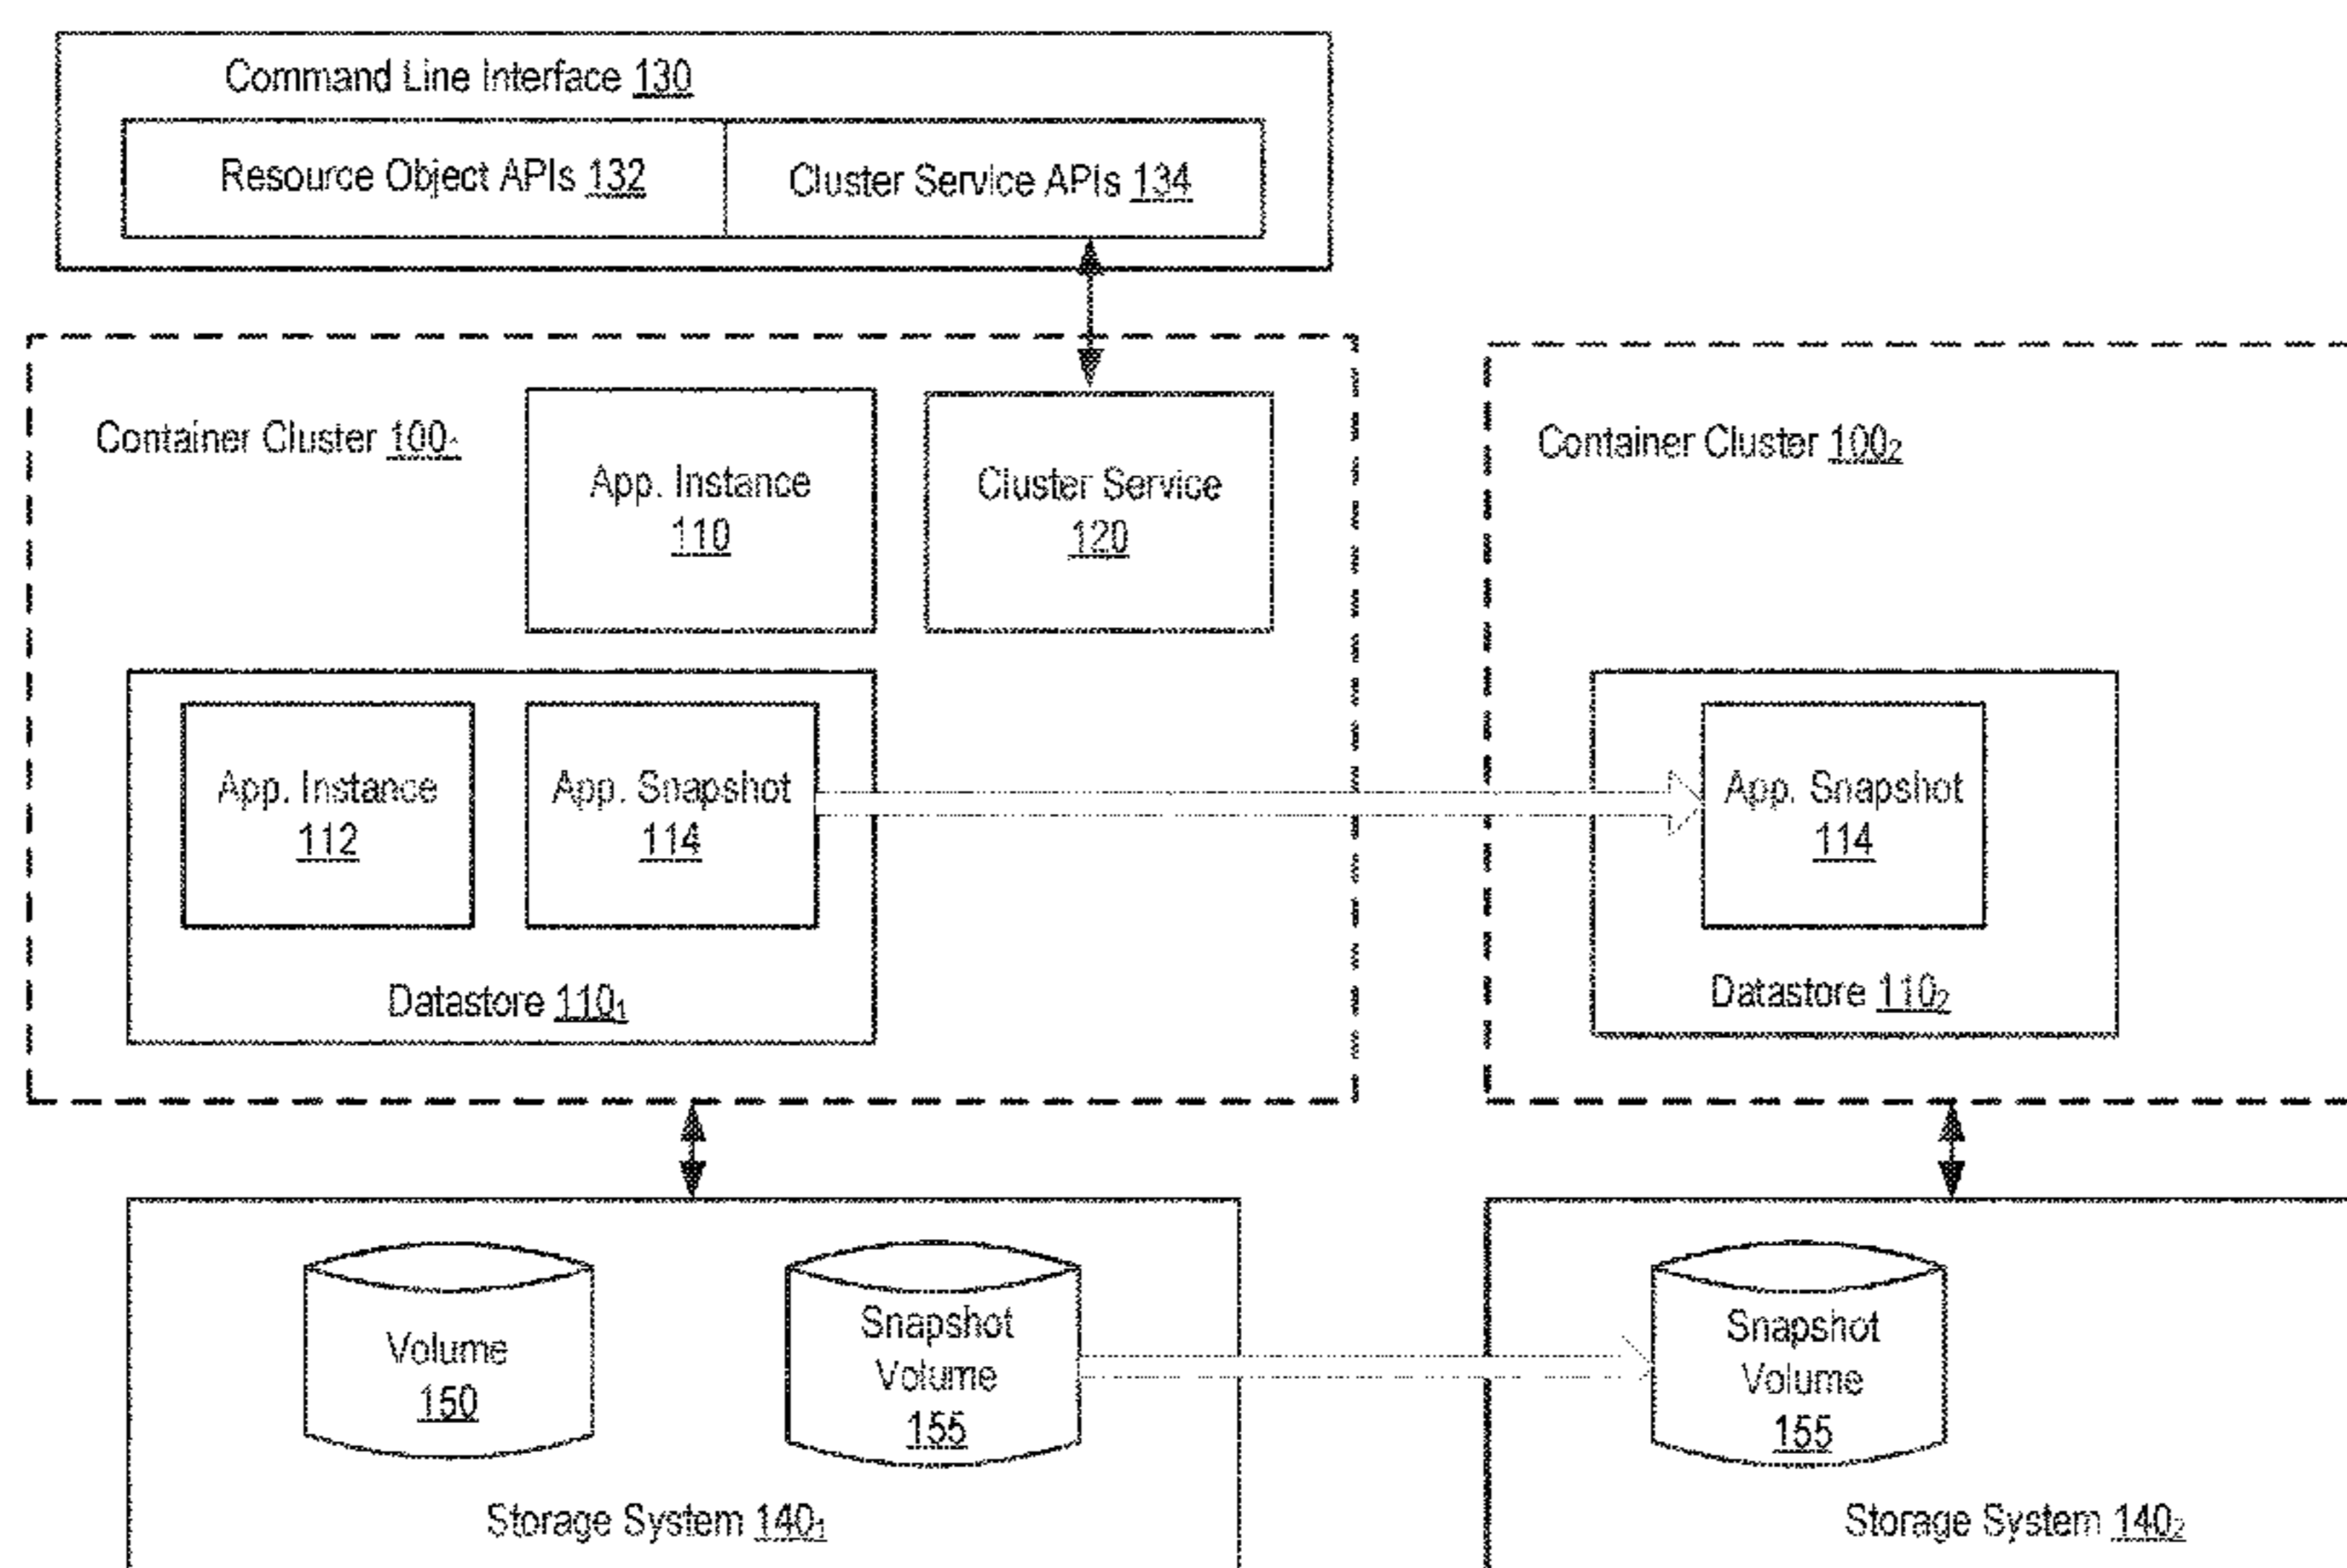 Command Line Interface 130
Resource Object APIs 132
Cluster Service APIs 134
Container Cluster 100₁
App. Instance
110
Cluster Service
120
Container Cluster 100₂
App. Instance
112
App. Snapshot
114
Datastore 110₁
App. Snapshot
114
Datastore 110₂
Volume
150
Snapshot
Volume
155
Storage System 140₁
Snapshot
Volume
155
Storage System 140₂